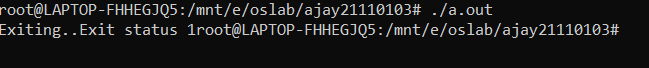 root@LAPTOP-FHHEGJQ5:/mnt/e/oslab/ajay21110103# ./a.out
Exiting..Exit status 1root@LAPTOP-FHHEGJQ5:/mnt/e/oslab/ajay21110103#